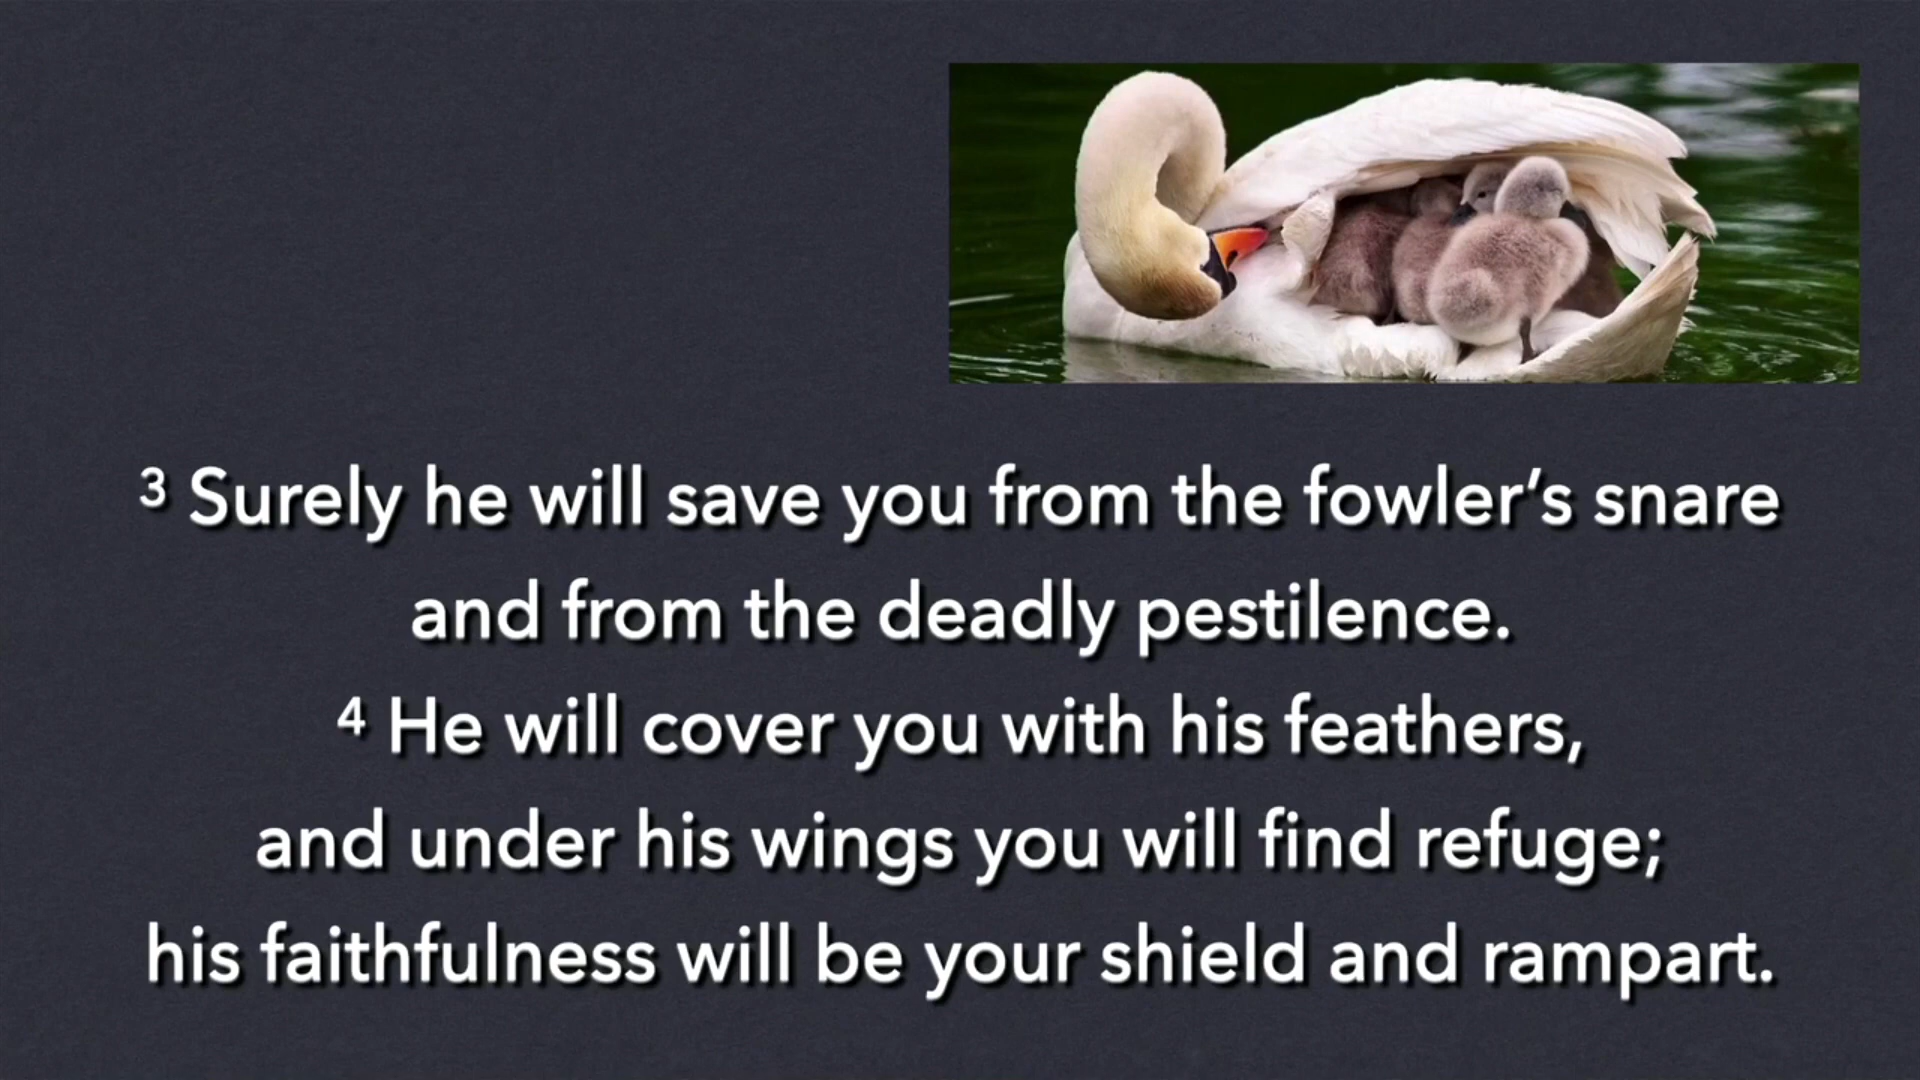 ³ Surely he will save you from the fowler’s snare
and from the deadly pestilence.
⁴ He will cover you with his feathers,
and under his wings you will find refuge;
his faithfulness will be your shield and rampart.